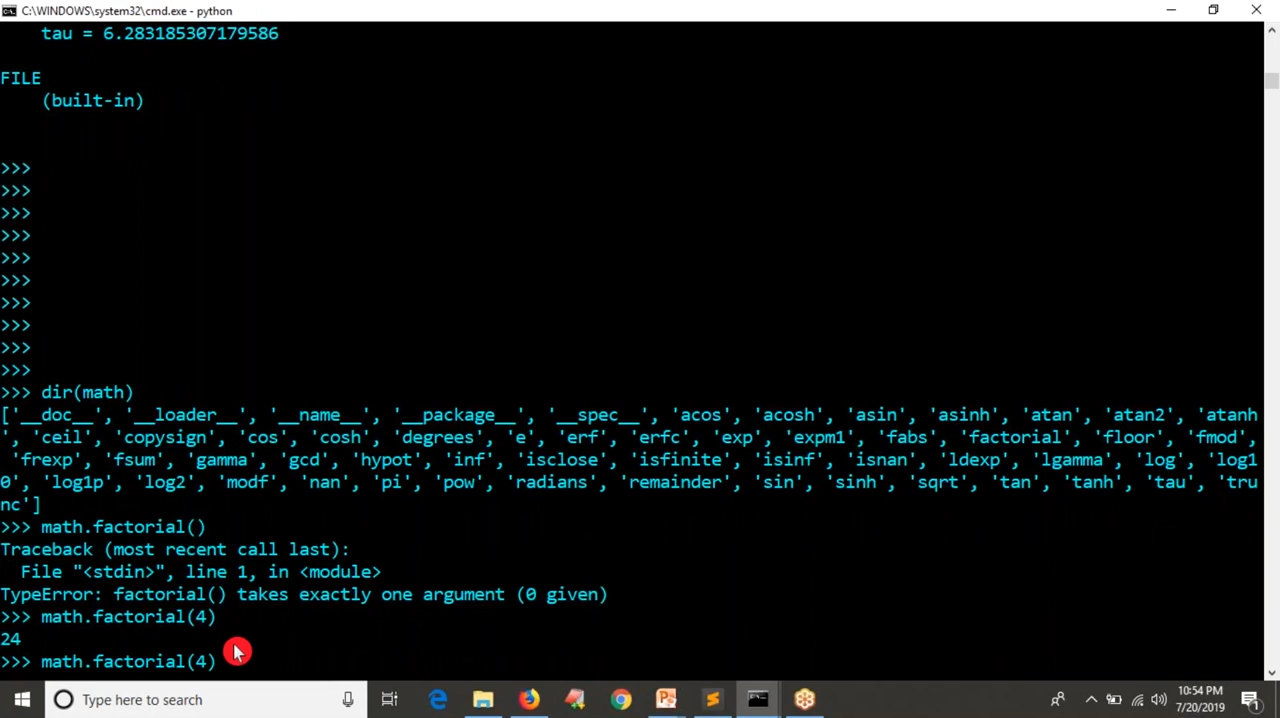 C:\WINDOWS\system32\cmd.exe - python
tau = 6.283185307179586
FILE
(built-in)
>>>
>>>
>>>
>>>
>>>
>>>
>>>
>>>
>>>
>>>
>>> dir(math)
['__doc__', '__loader__', '__name__', '__package__', '__spec__', 'acos', 'acosh', 'asin', 'asinh', 'atan', 'atan2', 'atanh
', 'ceil', 'copysign', 'cos', 'cosh', 'degrees', 'e', 'erf', 'erfc', 'exp', 'expm1', 'fabs', 'factorial', 'floor', 'fmod',
'frexp', 'fsum', 'gamma', 'gcd', 'hypot', 'inf', 'isclose', 'isfinite', 'isinf', 'isnan', 'ldexp', 'lgamma', 'log', 'log1
0', 'log1p', 'log2', 'modf', 'nan', 'pi', 'pow', 'radians', 'remainder', 'sin', 'sinh', 'sqrt', 'tan', 'tanh', 'tau', 'tru
nc']
>>> math.factorial()
Traceback (most recent call last):
File "<stdin>", line 1, in <module>
TypeError: factorial() takes exactly one argument (0 given)
>>> math.factorial(4)
24
>>> math.factorial(4)
Type here to search
10:54 PM
7/20/2019
1